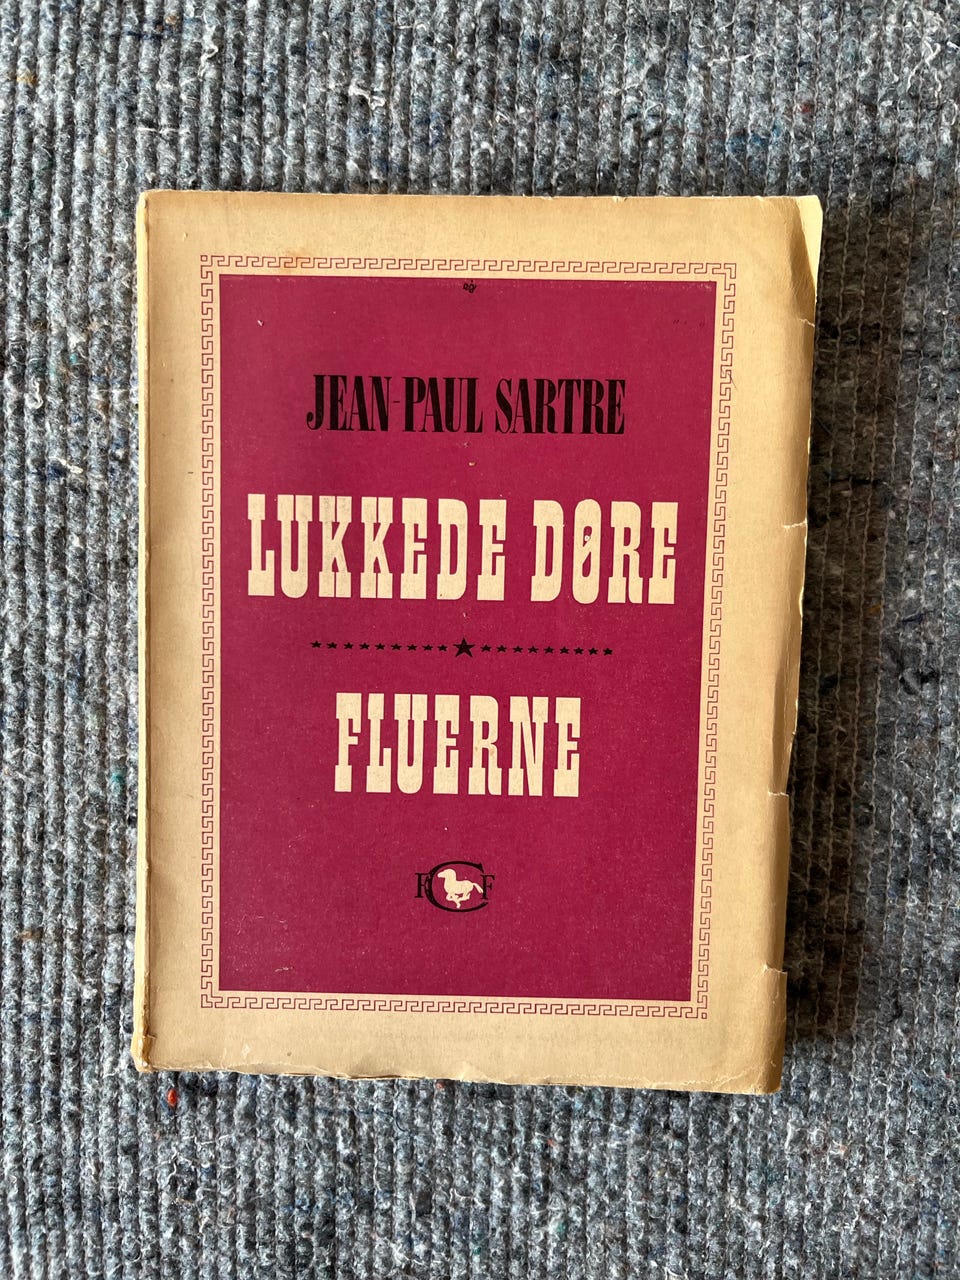 JEAN-PAUL SARTRE
LUKKEDE DØRE
FLUERNE
F C F